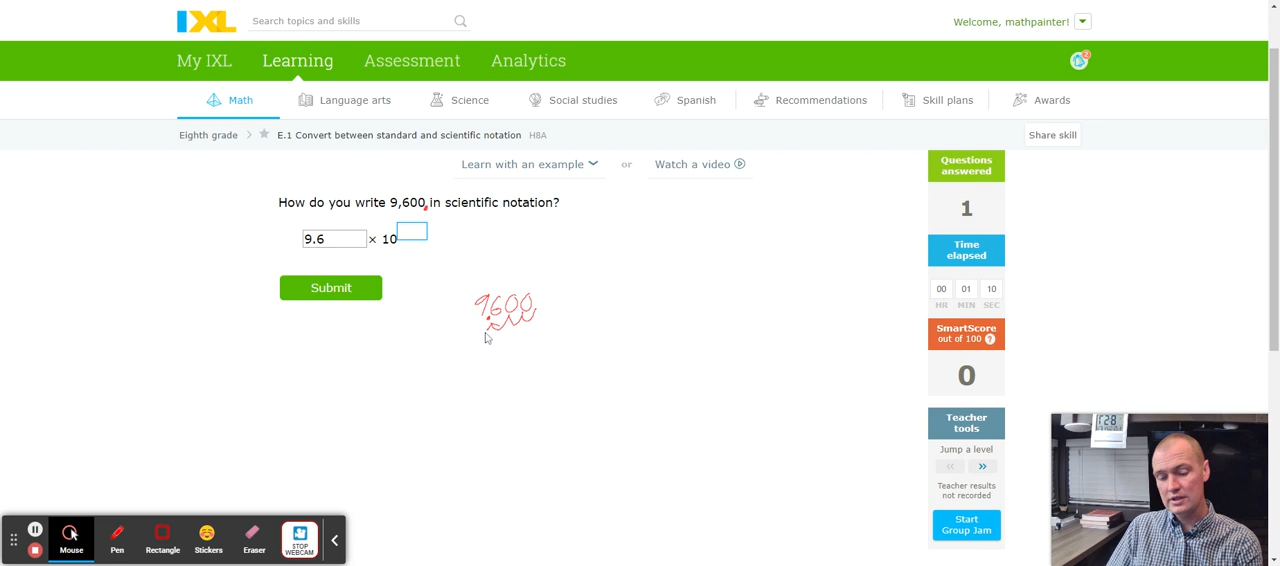 IXL
Search topics and skills
Welcome, mathpainter!
My IXL Learning Assessment Analytics
2
Math Language arts Science Social studies Spanish Recommendations Skill plans Awards
Eighth grade > E.1 Convert between standard and scientific notation H8A
Share skill
Learn with an example or Watch a video
How do you write 9,600. in scientific notation?
9.6 × 10
Submit
9.600
Questions answered
1
Time elapsed
00 01 10
HR MIN SEC
SmartScore
out of 100 ?
0
Teacher tools
Jump a level
<< >>
Teacher results
not recorded
Start
Group Jam
Mouse Pen Rectangle Stickers Eraser STOP WEBCAM